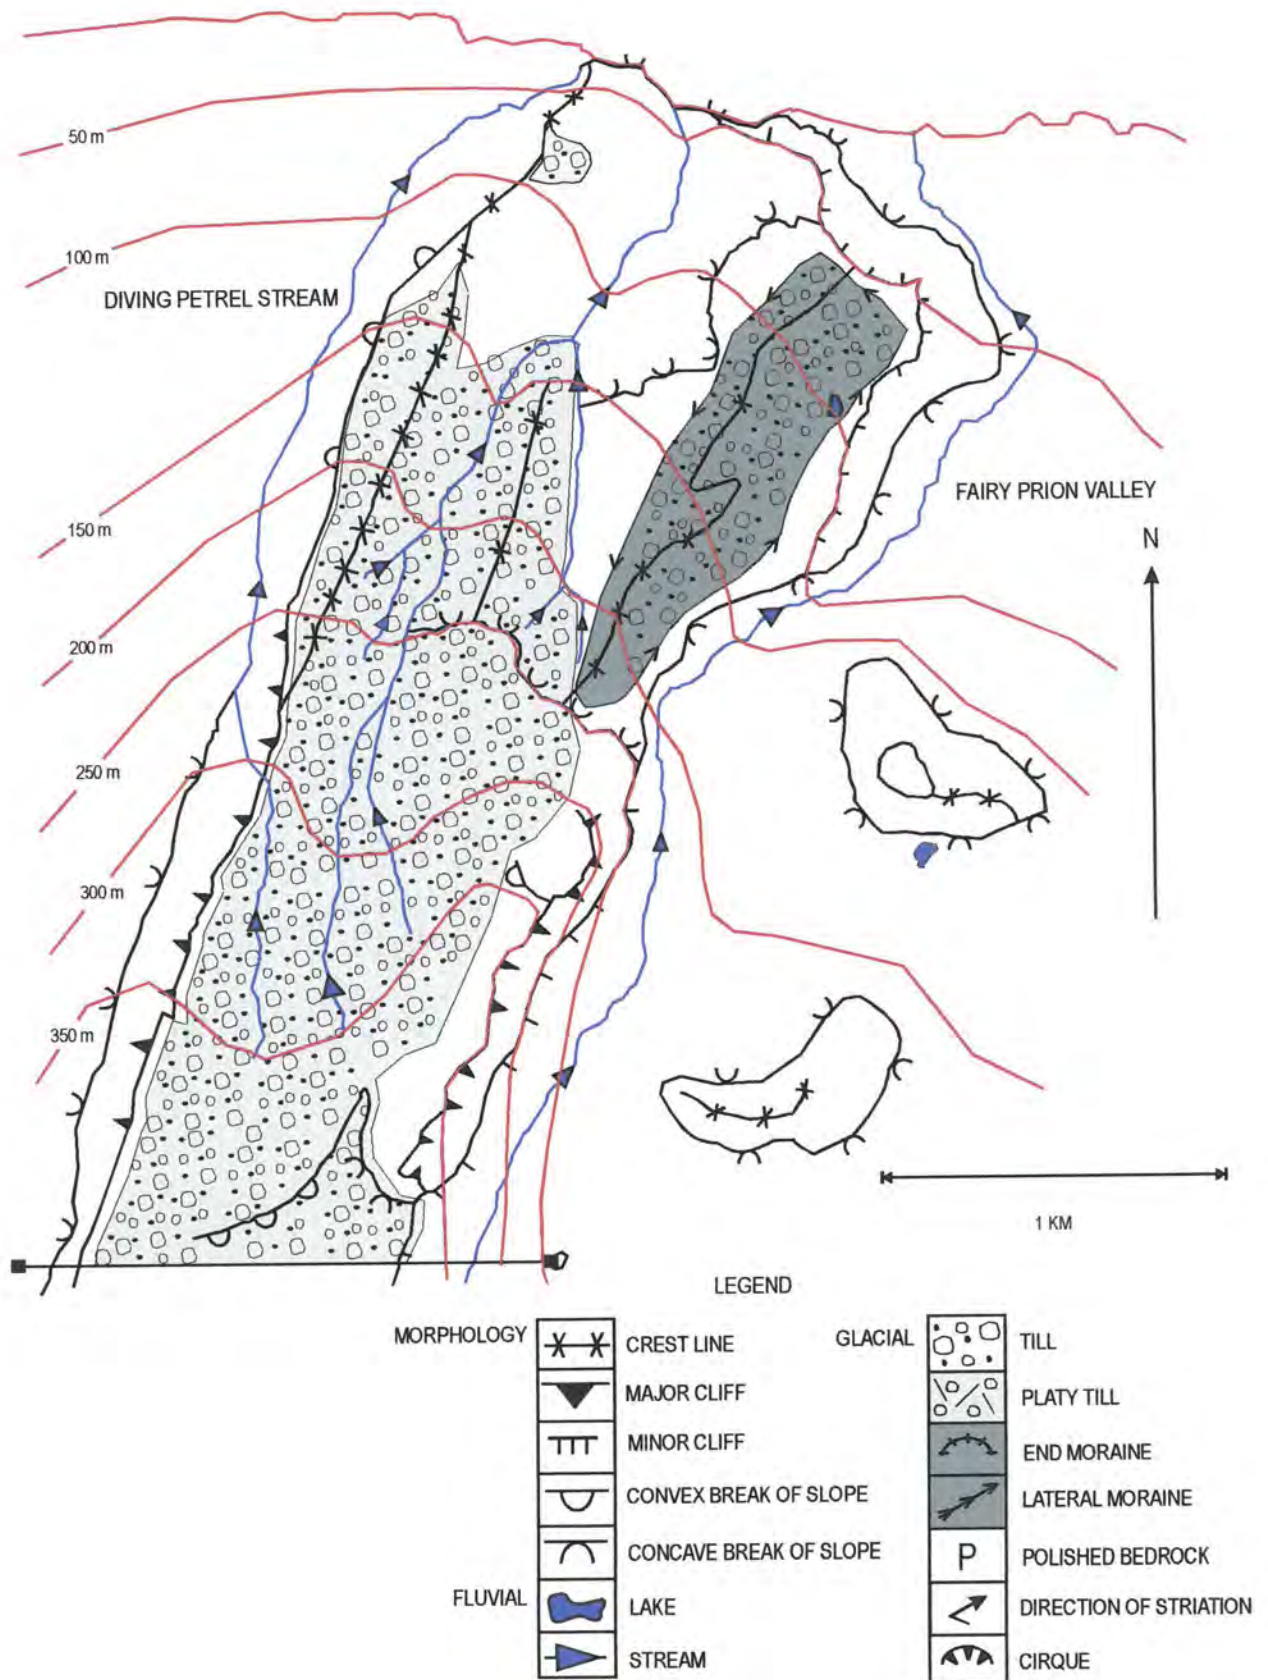 50 m
100 m
DIVING PETREL STREAM
150 m
FAIRY PRION VALLEY
N
200 m
250 m
300 m
350 m
1 KM
LEGEND
MORPHOLOGY
CREST LINE
MAJOR CLIFF
MINOR CLIFF
CONVEX BREAK OF SLOPE
CONCAVE BREAK OF SLOPE
FLUVIAL
LAKE
STREAM
GLACIAL
TILL
PLATY TILL
END MORAINE
LATERAL MORAINE
P
POLISHED BEDROCK
DIRECTION OF STRIATION
CIRQUE